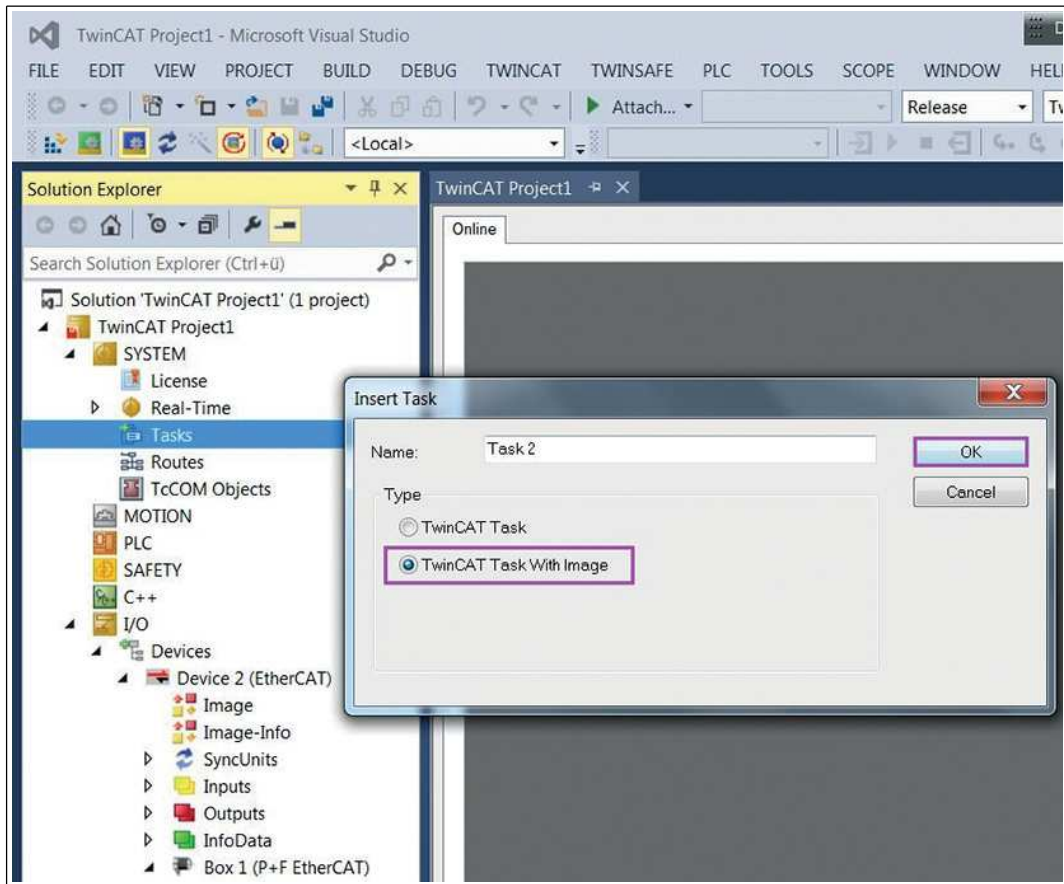 TwinCAT Project1 - Microsoft Visual Studio
FILE EDIT VIEW PROJECT BUILD DEBUG TWINCAT TWINSAFE PLC TOOLS SCOPE WINDOW
Attach... Release
<Local>
Solution Explorer
TwinCAT Project1
Online
Search Solution Explorer (Ctrl+ü)
Solution 'TwinCAT Project1' (1 project)
TwinCAT Project1
SYSTEM
License
Real-Time
Tasks
Routes
TcCOM Objects
MOTION
PLC
SAFETY
C++
I/O
Devices
Device 2 (EtherCAT)
Image
Image-Info
SyncUnits
Inputs
Outputs
InfoData
Box 1 (P+F EtherCAT)
Insert Task
Name: Task 2
OK
Cancel
Type
TwinCAT Task
TwinCAT Task With Image